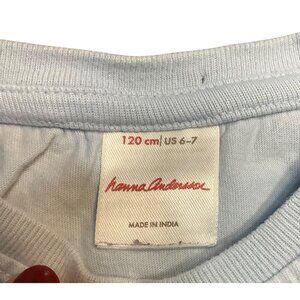 120 cm | US 6-7
hanna andersson
MADE IN INDIA